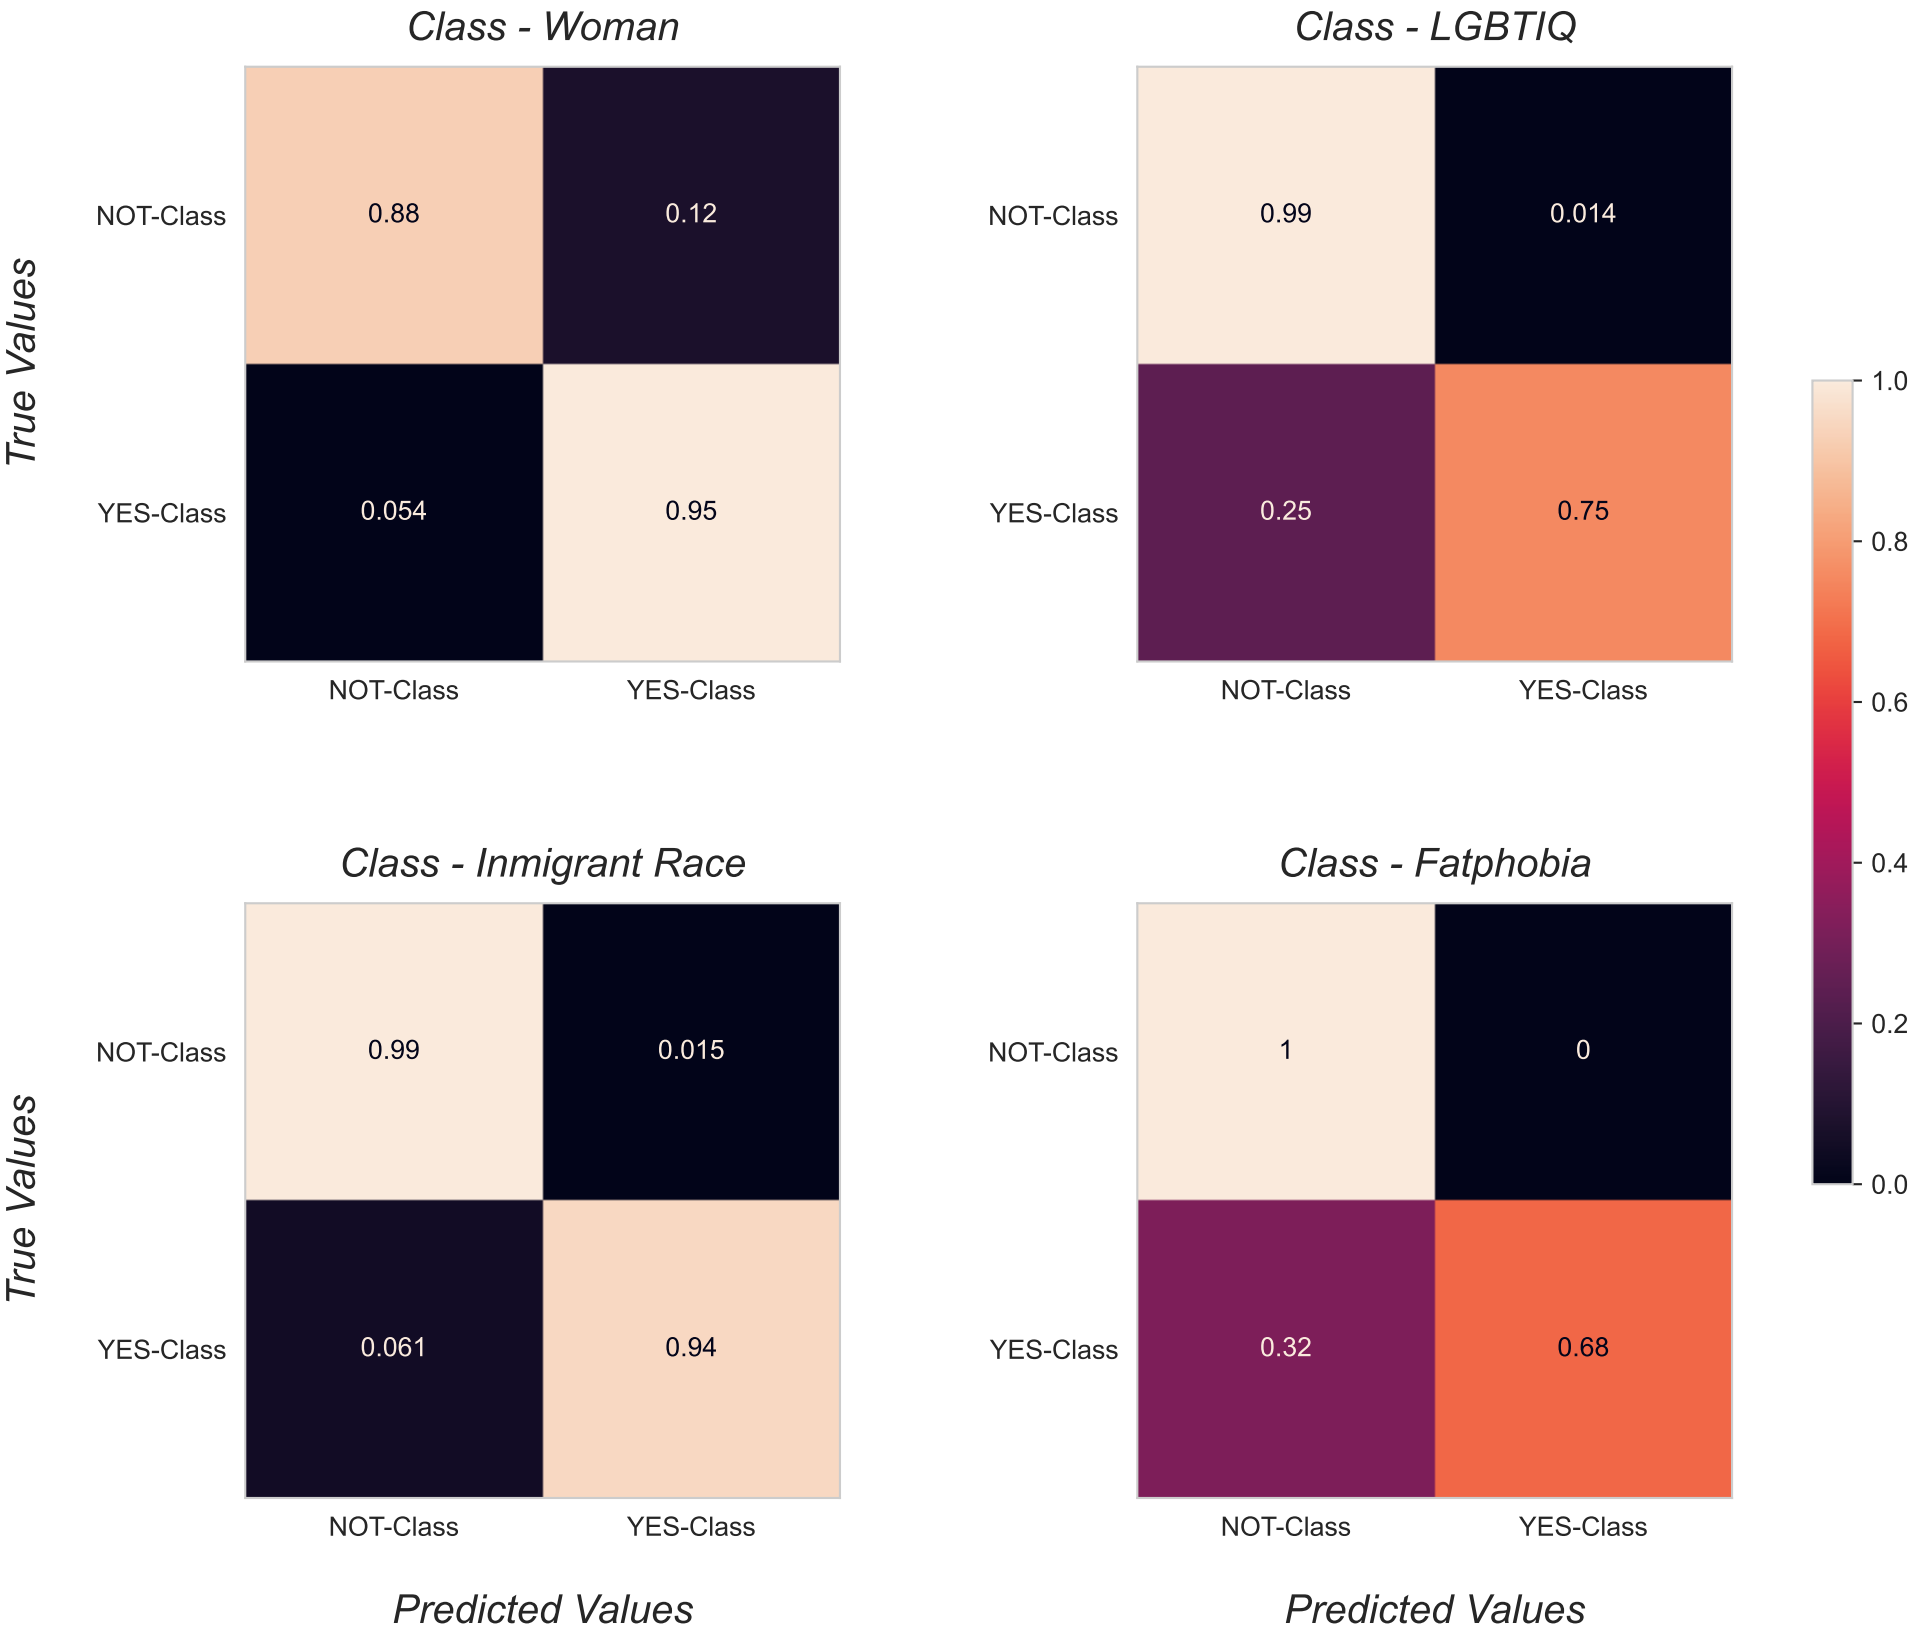 Class - Woman
Class - LGBTIQ
True Values
NOT-Class
0.88
0.12
YES-Class
0.054
0.95
NOT-Class
YES-Class
NOT-Class
0.99
0.014
YES-Class
0.25
0.75
NOT-Class
YES-Class
1.0
0.8
0.6
0.4
0.2
0.0
Class - Inmigrant Race
Class - Fatphobia
True Values
NOT-Class
0.99
0.015
YES-Class
0.061
0.94
NOT-Class
YES-Class
Predicted Values
NOT-Class
1
0
YES-Class
0.32
0.68
NOT-Class
YES-Class
Predicted Values